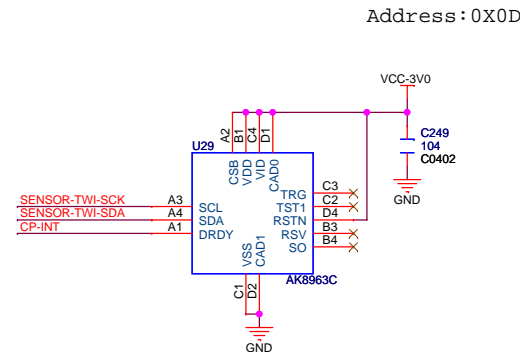 Address:0X0D
VCC-3V0
A2
B1
C4
D1
U29
C249
104
C0402
GND
CSB
VDD
VID
CAD0
SENSOR-TWI-SCK A3 SCL
SENSOR-TWI-SDA A4 SDA
CP-INT A1 DRDY
TRG C3
TST1 C2
RSTN D4
RSV B3
SO B4
VSS
CAD1
AK8963C
C1
D2
GND